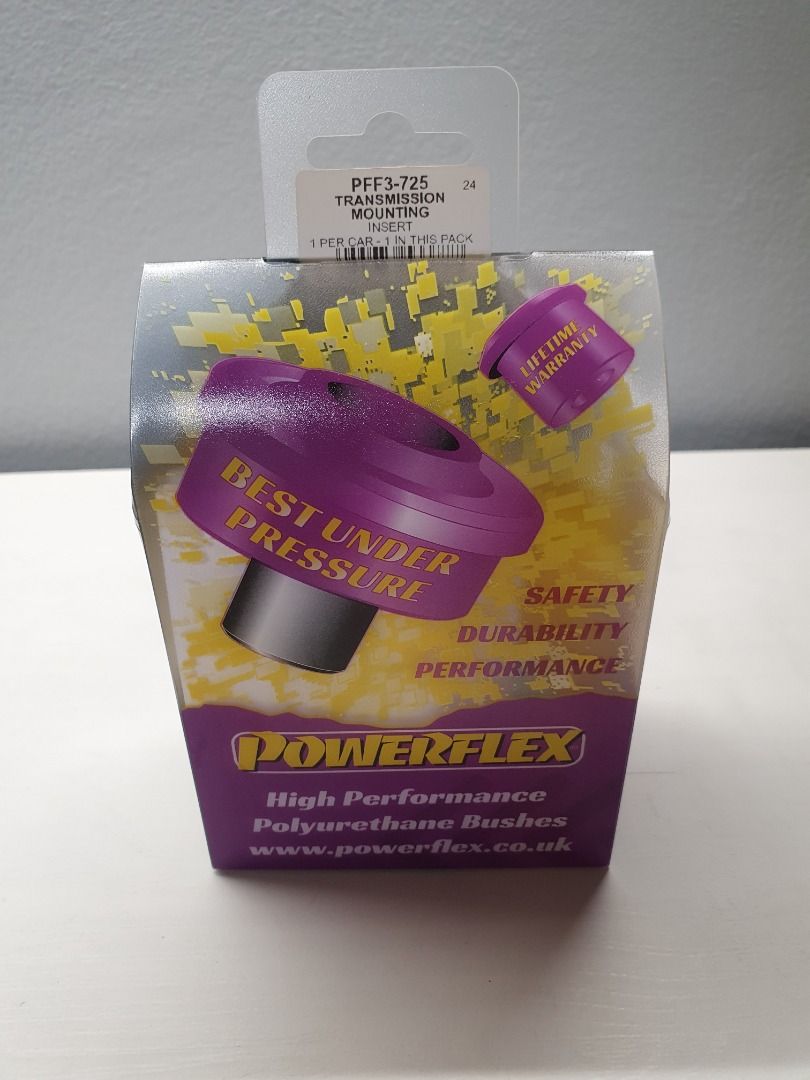 PFF3-725 24
TRANSMISSION
MOUNTING
INSERT
1 PER CAR - 1 IN THIS PACK
LIFETIME
WARRANTY
BEST UNDER
PRESSURE
SAFETY
DURABILITY
PERFORMANCE
POWERFLEX
High Performance
Polyurethane Bushes
www.powerflex.co.uk